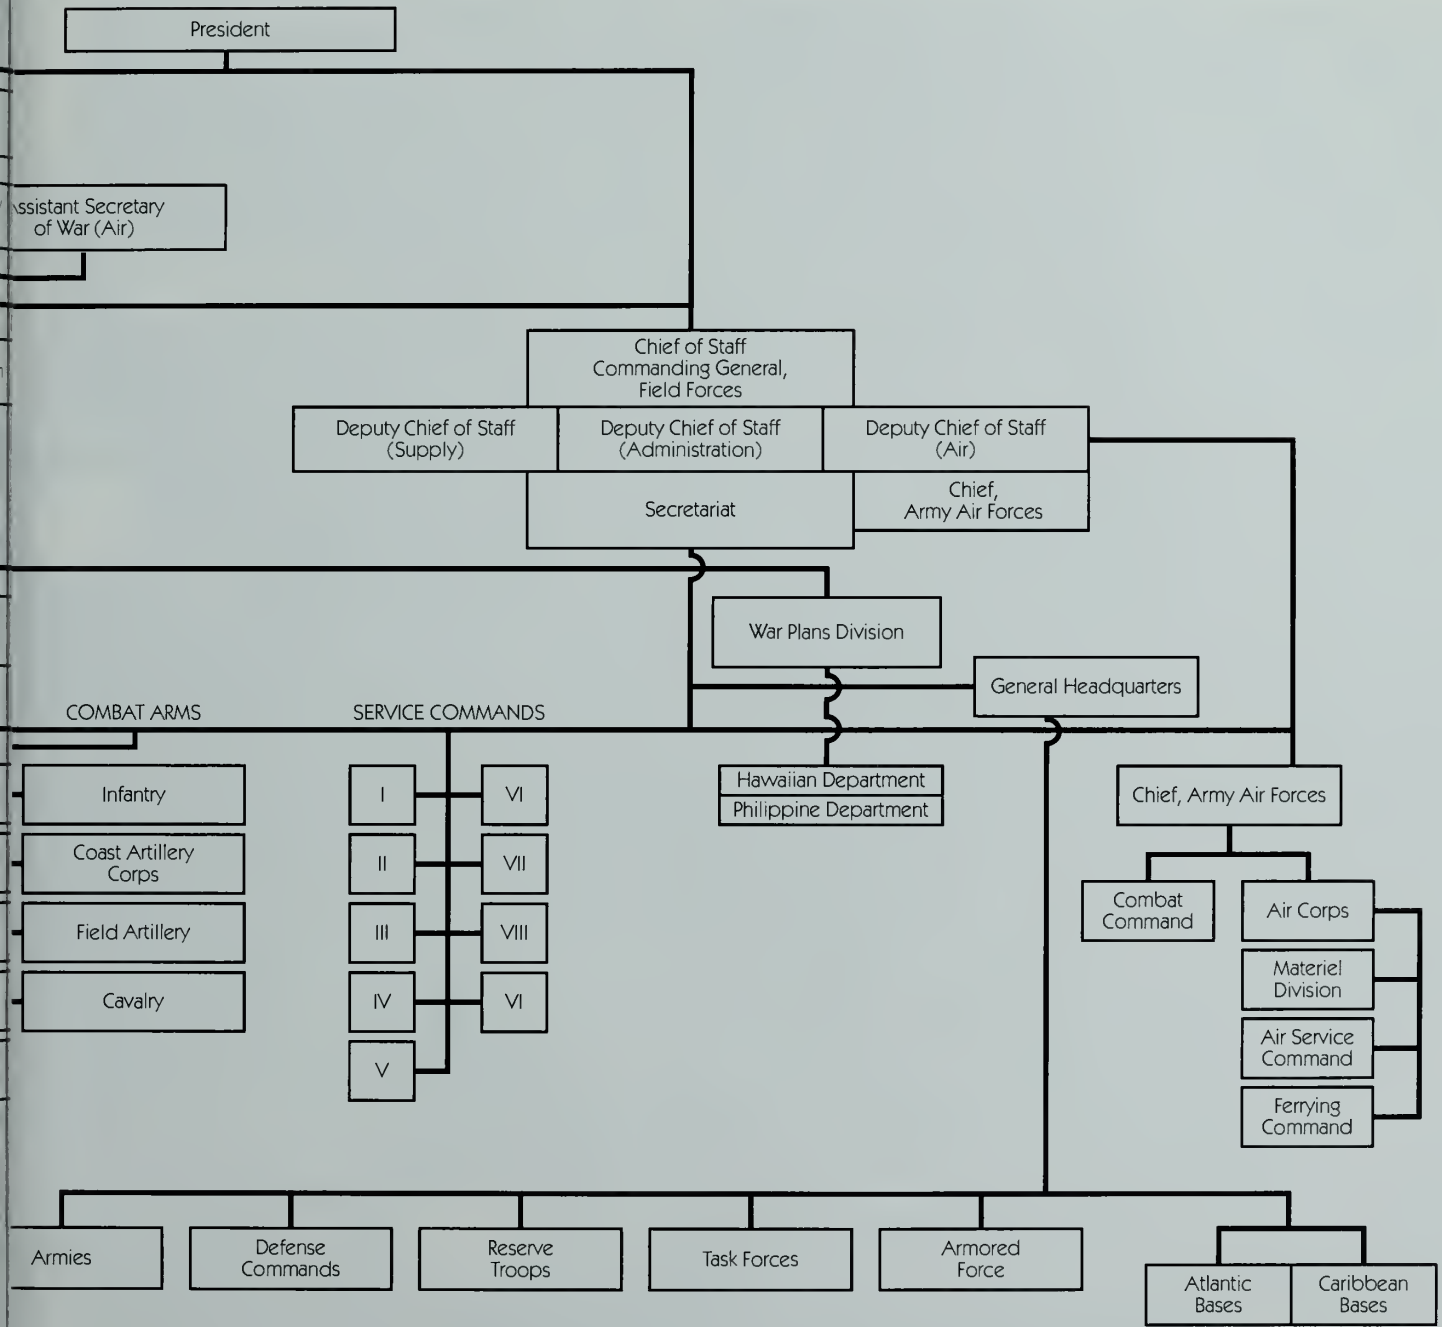 President
Assistant Secretary
of War (Air)
Chief of Staff
Commanding General,
Field Forces
Deputy Chief of Staff
(Supply)
Deputy Chief of Staff
(Administration)
Deputy Chief of Staff
(Air)
Secretariat
Chief,
Army Air Forces
War Plans Division
General Headquarters
COMBAT ARMS
SERVICE COMMANDS
Infantry
Coast Artillery
Corps
Field Artillery
Cavalry
I
VI
II
VII
III
VIII
IV
VI
V
Hawaiian Department
Philippine Department
Chief, Army Air Forces
Combat
Command
Air Corps
Materiel
Division
Air Service
Command
Ferrying
Command
Armies
Defense
Commands
Reserve
Troops
Task Forces
Armored
Force
Atlantic
Bases
Caribbean
Bases